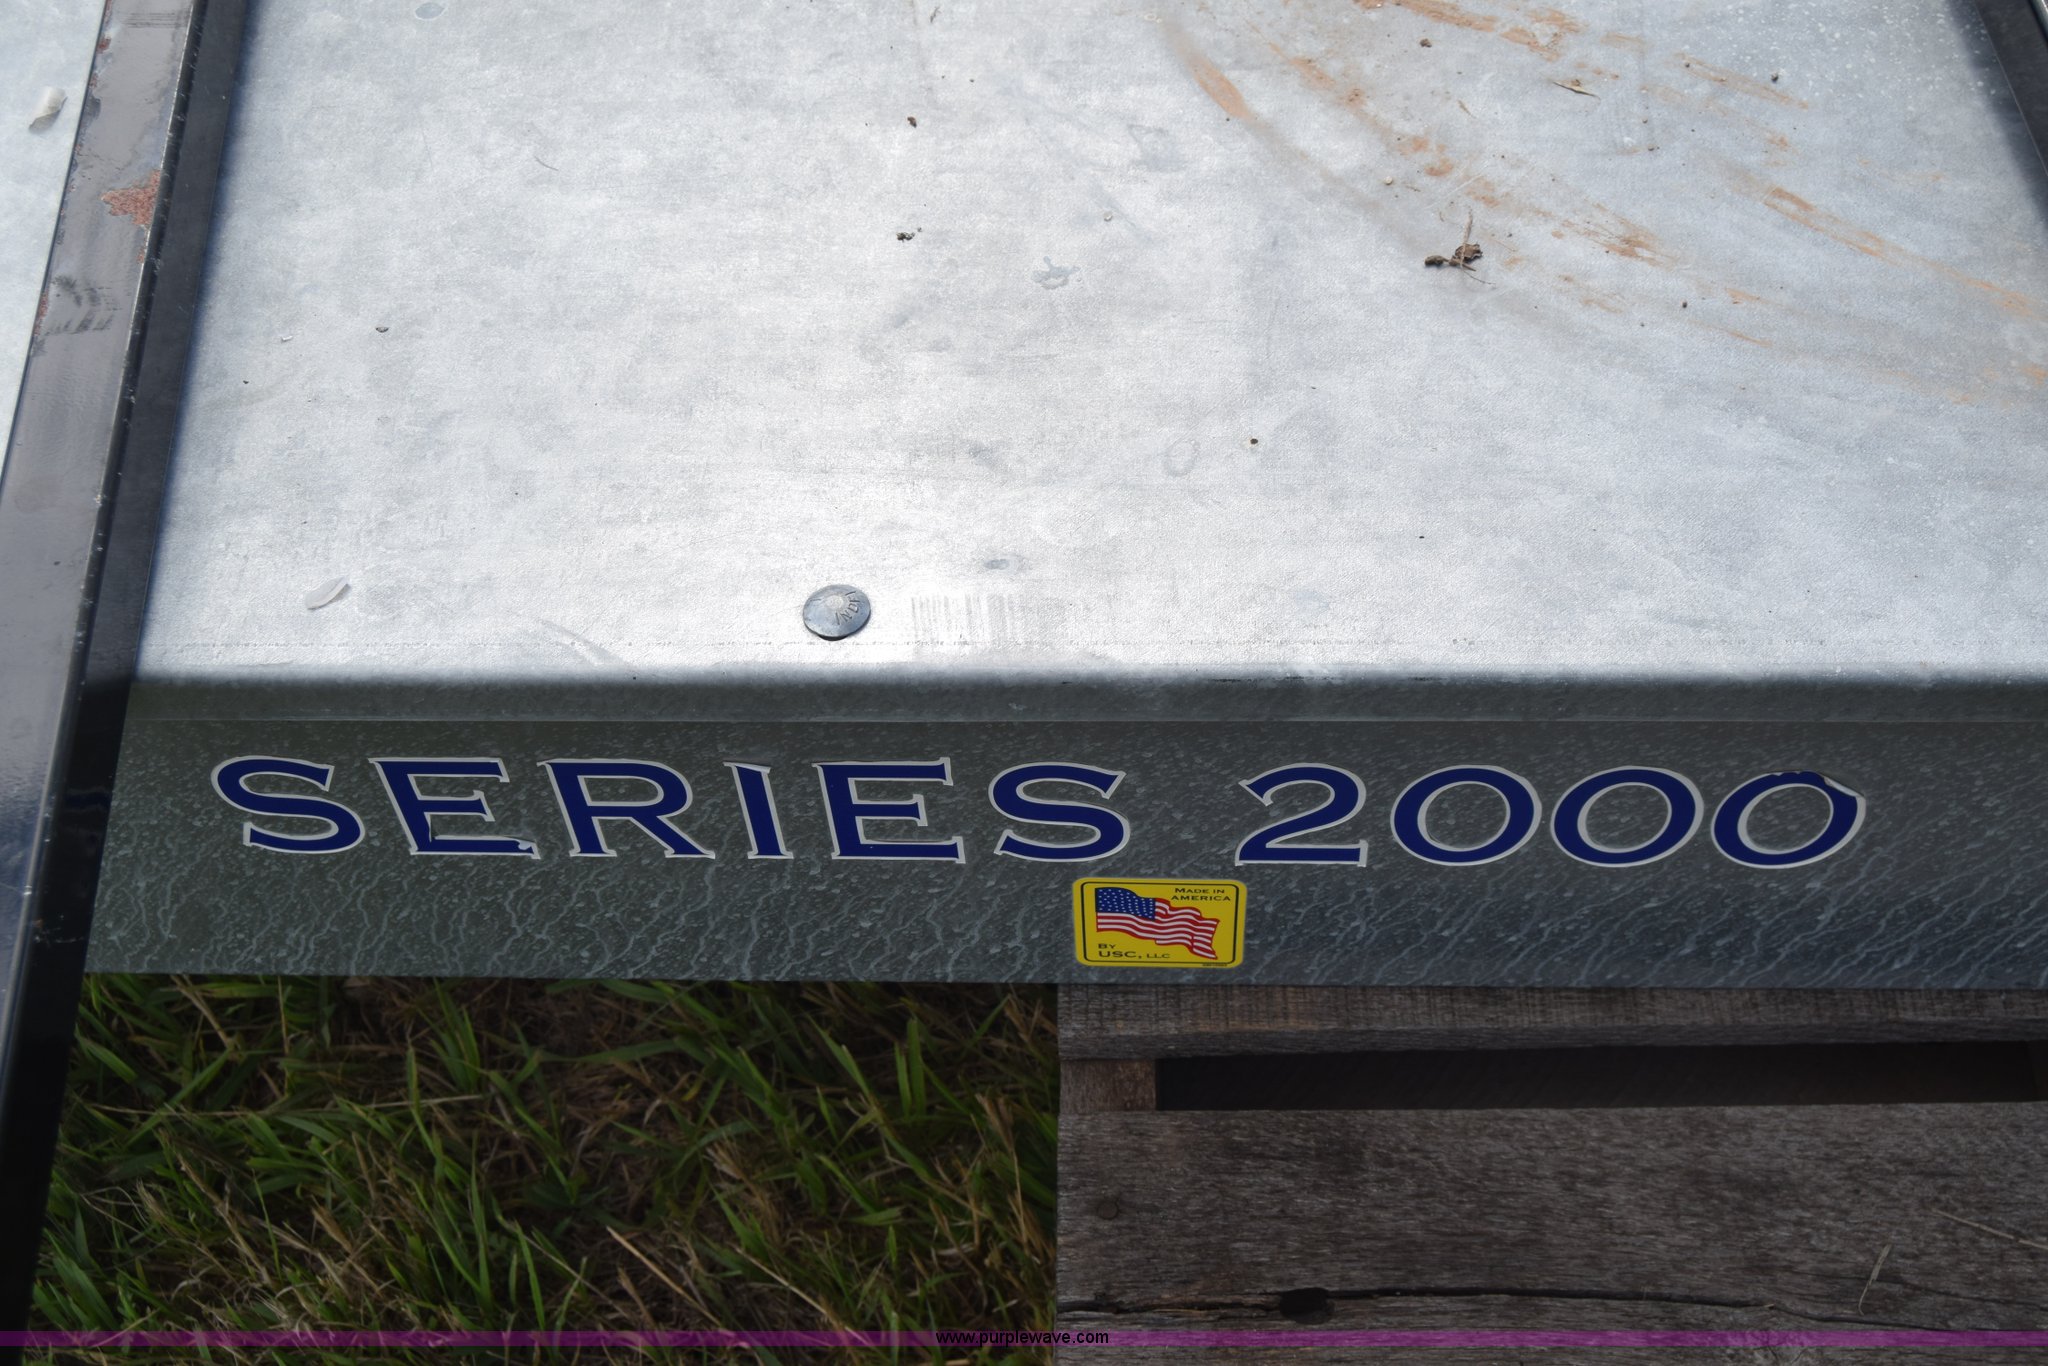 SERIES 2000
MADE IN
AMERICA
BY
USC, LLC
www.purplewave.com